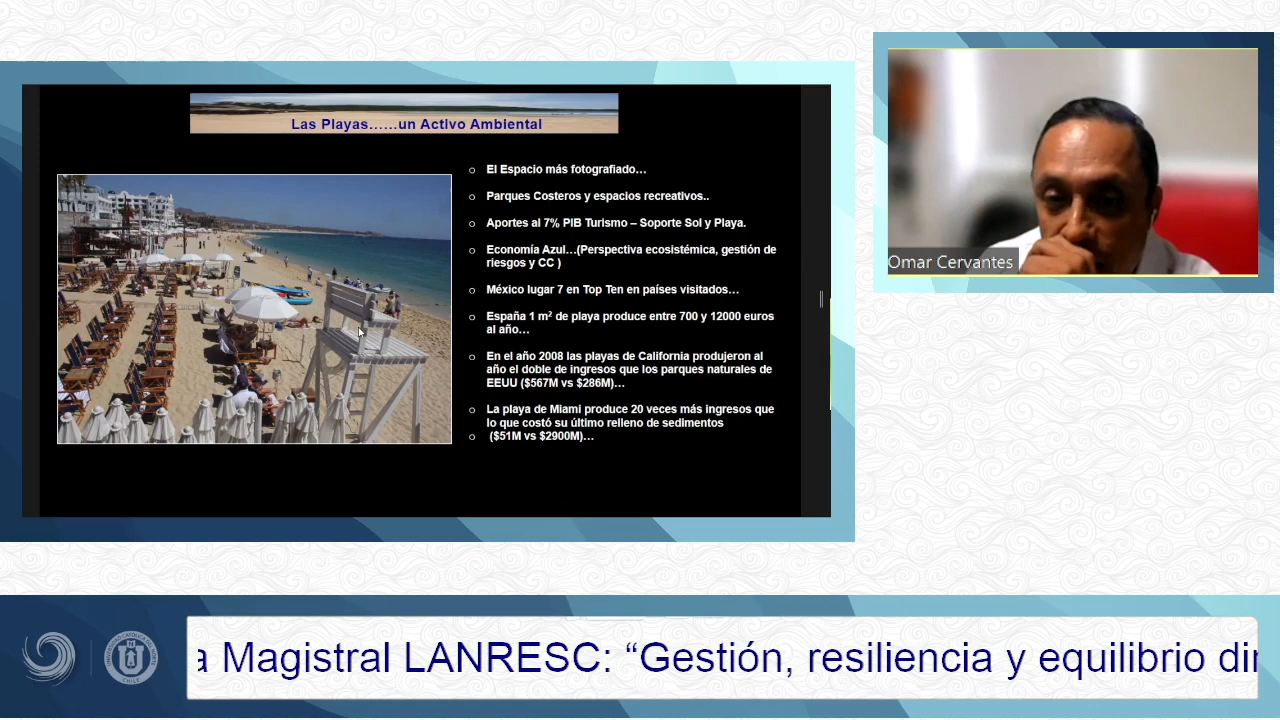 Las Playas……un Activo Ambiental
o El Espacio más fotografiado…
o Parques Costeros y espacios recreativos..
o Aportes al 7% PIB Turismo – Soporte Sol y Playa.
o Economía Azul…(Perspectiva ecosistémica, gestión de
riesgos y CC )
o México lugar 7 en Top Ten en países visitados…
o España 1 m² de playa produce entre 700 y 12000 euros
al año…
o En el año 2008 las playas de California produjeron al
año el doble de ingresos que los parques naturales de
EEUU ($567M vs $286M)…
o La playa de Miami produce 20 veces más ingresos que
lo que costó su último relleno de sedimentos
o ($51M vs $2900M)…
Omar Cervantes
a Magistral LANRESC: “Gestión, resiliencia y equilibrio din